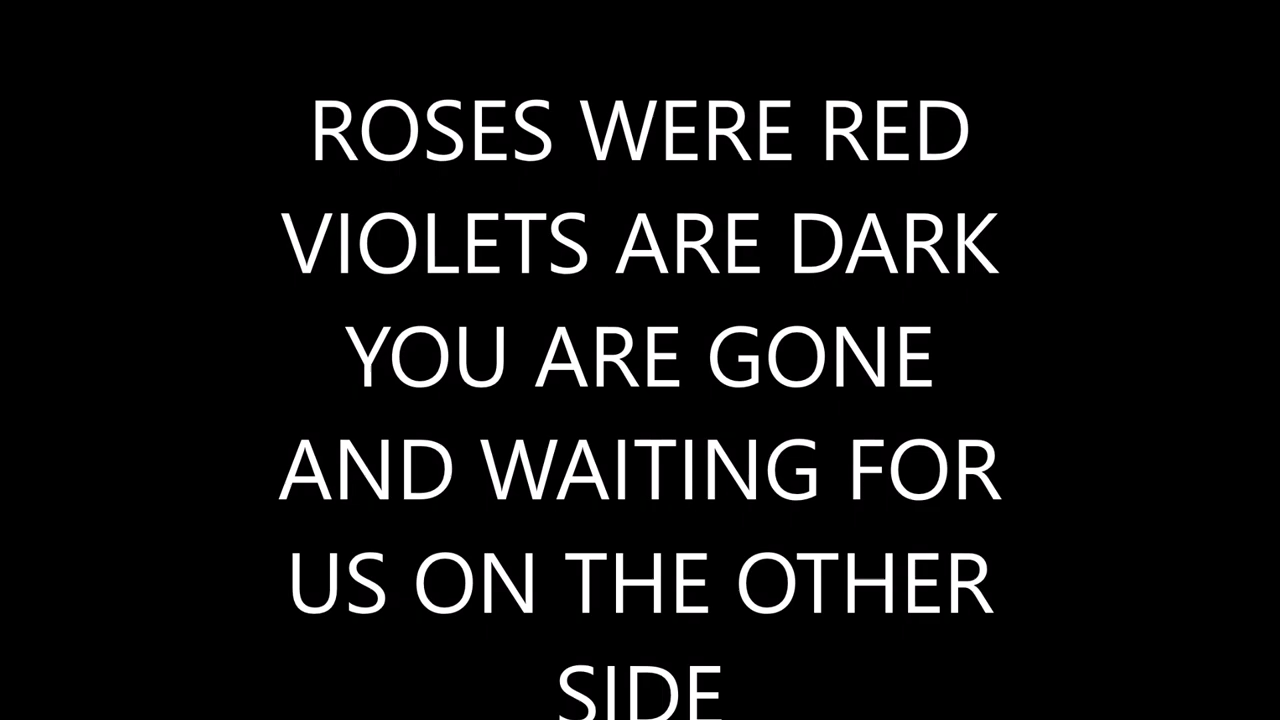 ROSES WERE RED
VIOLETS ARE DARK
YOU ARE GONE
AND WAITING FOR
US ON THE OTHER
SIDE